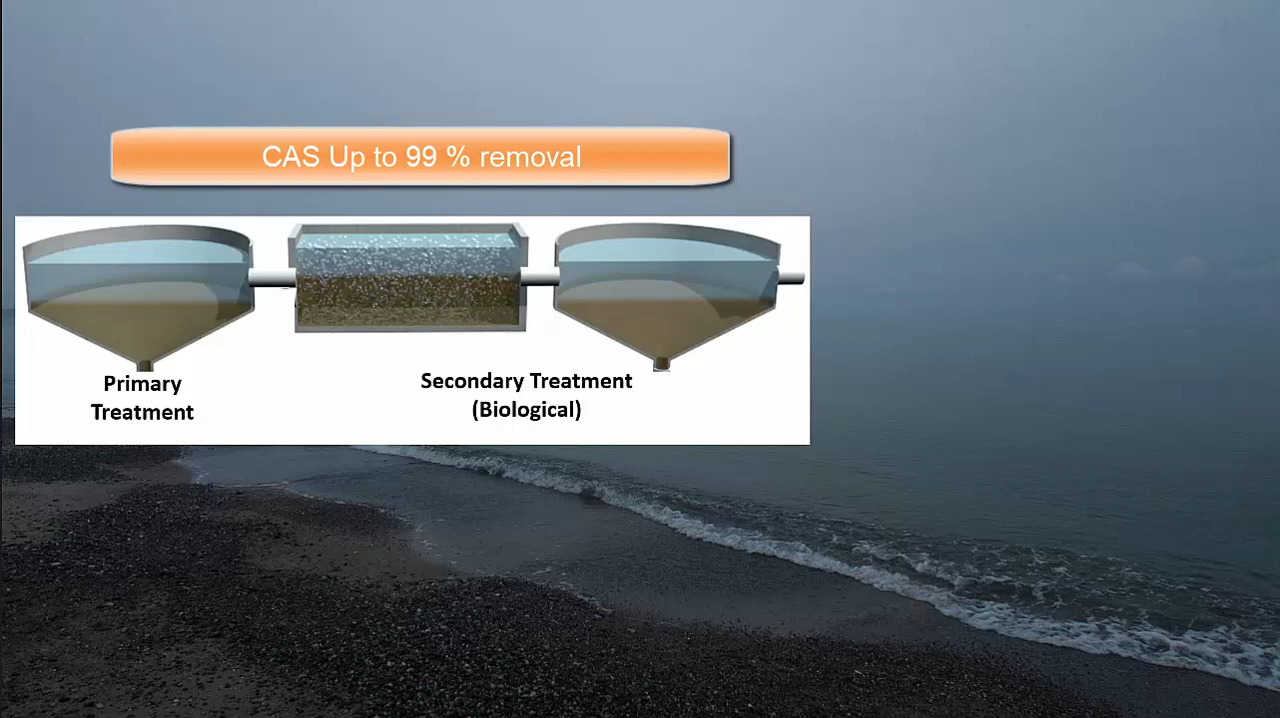 CAS Up to 99 % removal
Primary
Treatment
Secondary Treatment
(Biological)